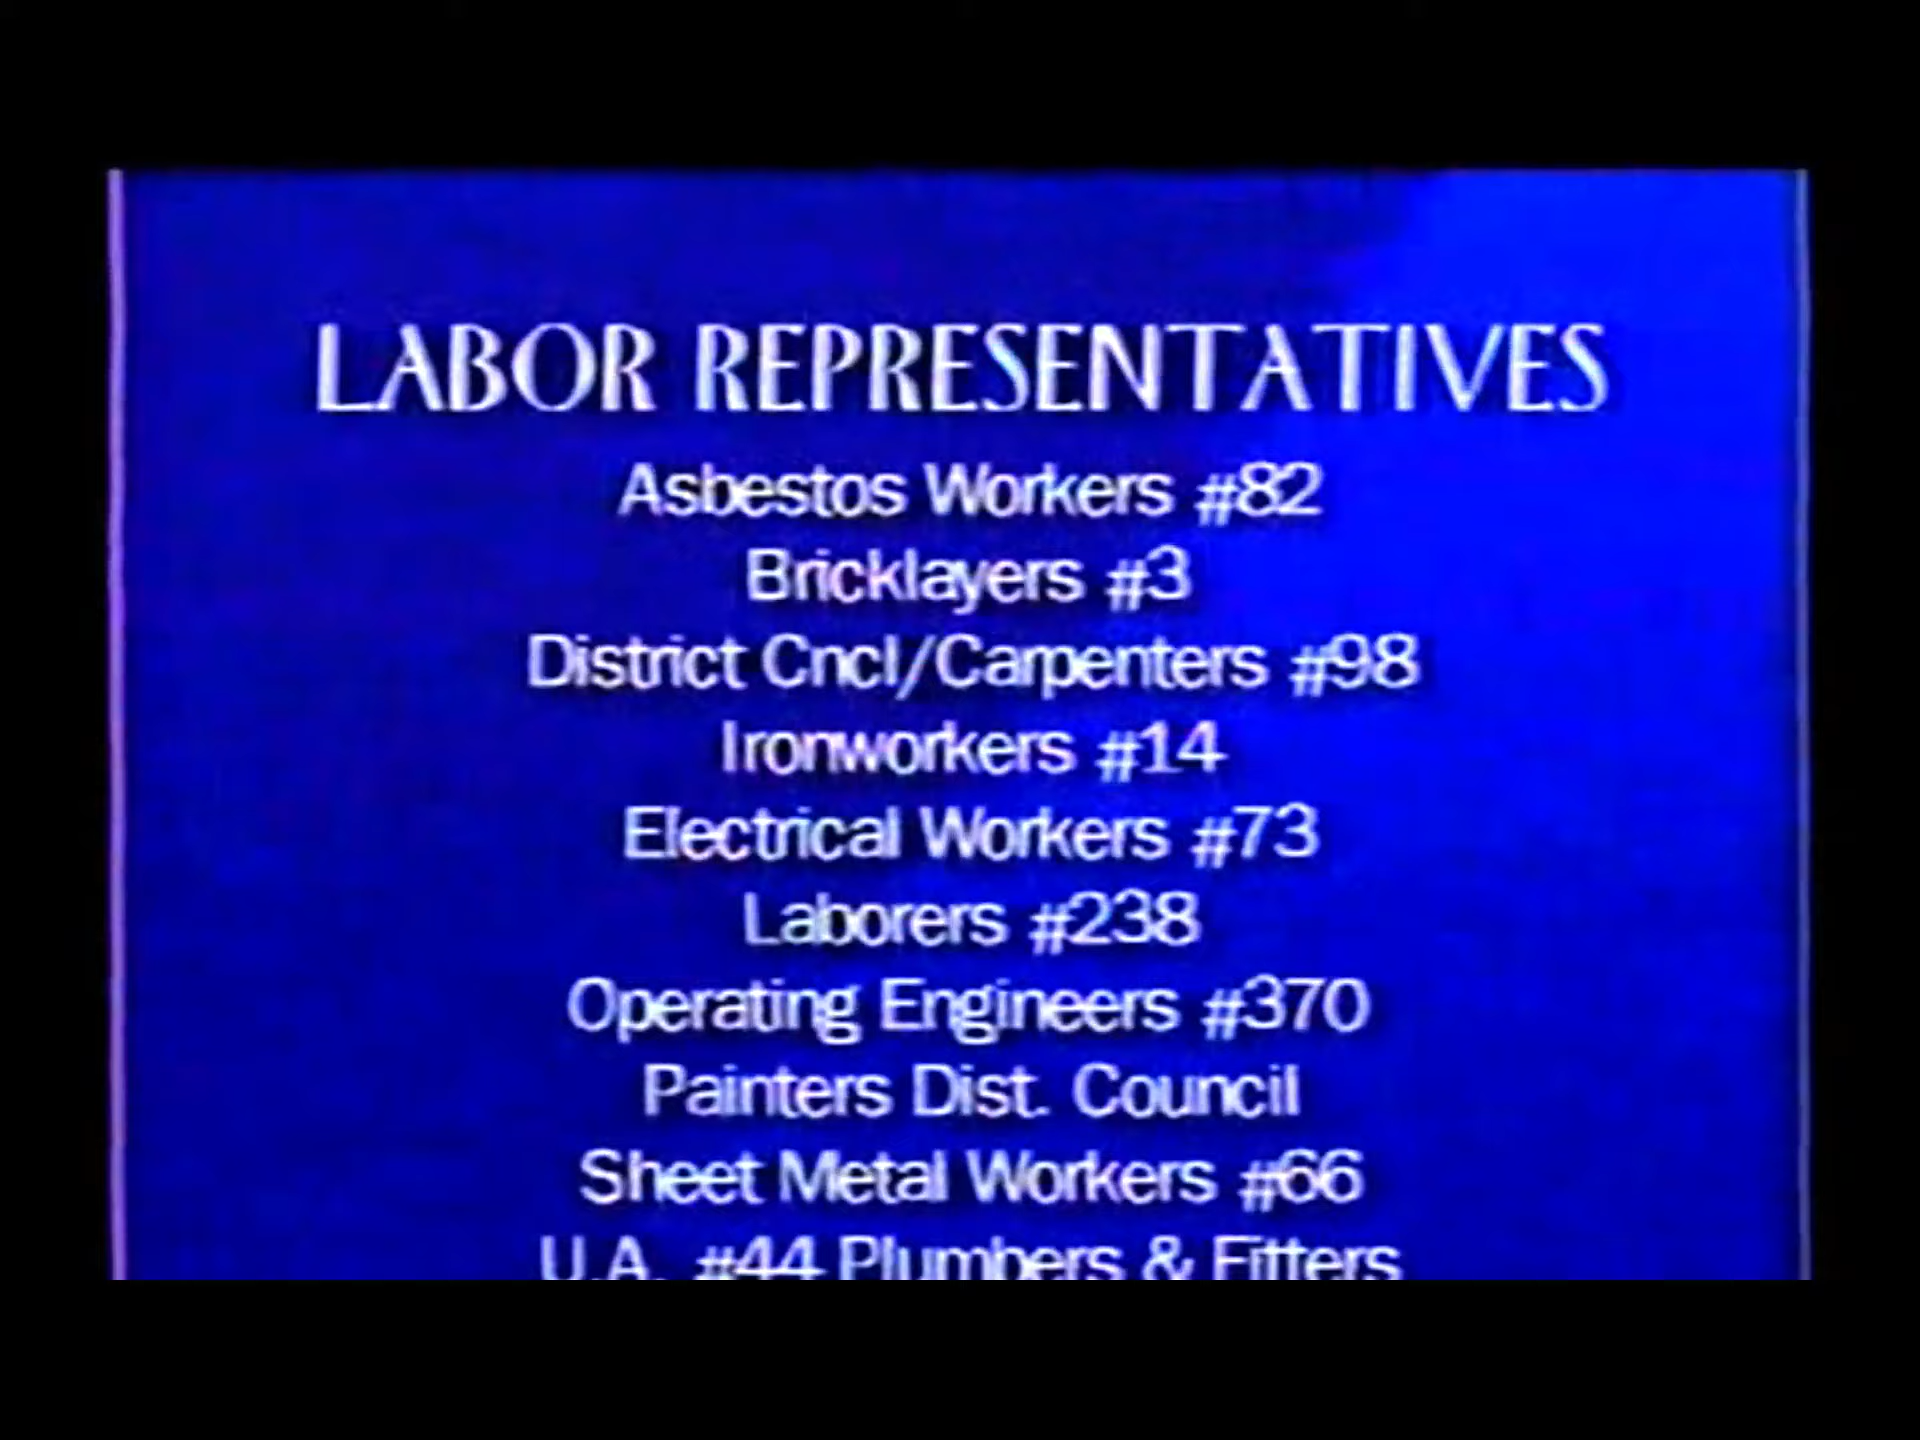 LABOR REPRESENTATIVES
Asbestos Workers #82
Bricklayers #3
District Cncl/Carpenters #98
Ironworkers #14
Electrical Workers #73
Laborers #238
Operating Engineers #370
Painters Dist. Council
Sheet Metal Workers #66
U.A. #44 Plumbers & Fitters